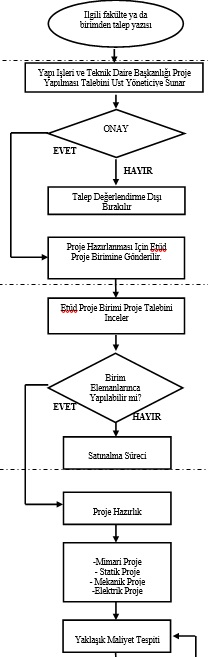 İlgili fakülte ya da
birimden talep yazısı
Yapı İşleri ve Teknik Daire Başkanlığı Proje
Yapılması Talebini Üst Yöneticiye Sunar
ONAY
EVET
HAYIR
Talep Değerlendirme Dışı
Bırakılır
Proje Hazırlanması İçin Etüd
Proje Birimine Gönderilir.
Etüd Proje Birimi Proje Talebini
İnceler
Birim
Elemanlarınca
Yapılabilir mi?
EVET
HAYIR
Satınalma Süreci
Proje Hazırlık
-Mimari Proje
- Statik Proje
- Mekanik Proje
-Elektrik Proje
Yaklaşık Maliyet Tespiti